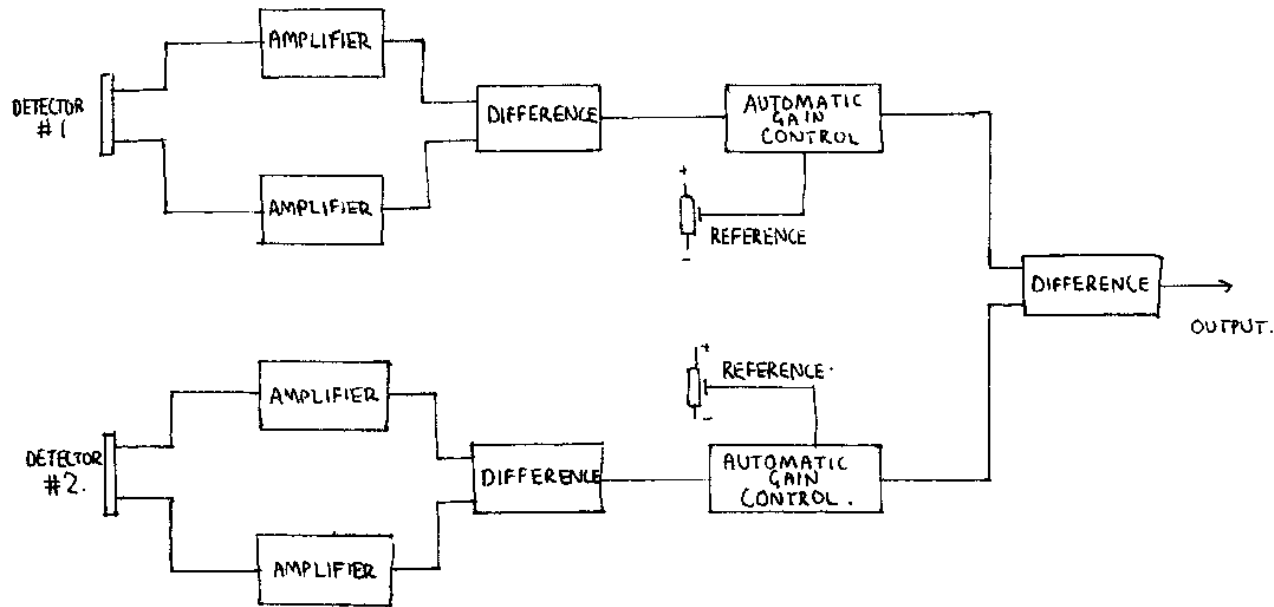 AMPLIFIER
DETECTOR
#1
DIFFERENCE
AUTOMATIC
GAIN
CONTROL
AMPLIFIER
+
-
REFERENCE
DIFFERENCE
OUTPUT.
AMPLIFIER
+
-
REFERENCE.
DETECTOR
#2.
DIFFERENCE
AUTOMATIC
GAIN
CONTROL.
AMPLIFIER